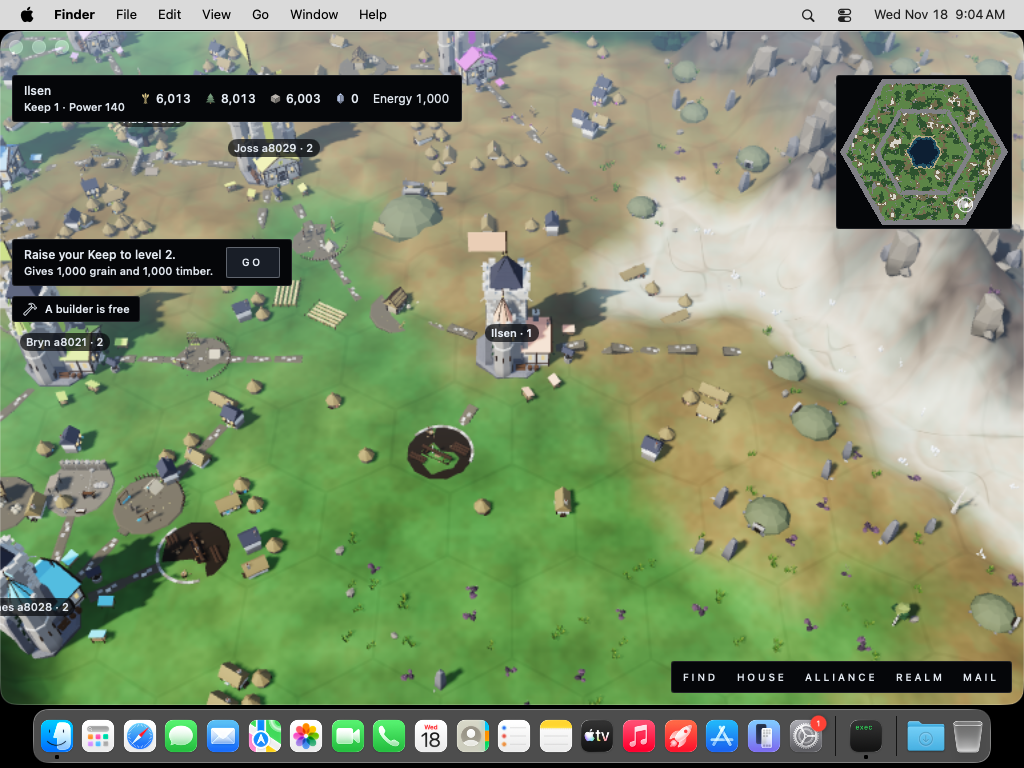 Finder File Edit View Go Window Help Wed Nov 18 9:04 AM
Ilsen
Keep 1 · Power 140
6,013 8,013 6,003 0 Energy 1,000
Joss a8029 · 2
Raise your Keep to level 2.
Gives 1,000 grain and 1,000 timber.
GO
A builder is free
Ilsen · 1
Bryn a8021 · 2
es a8028 · 2
FIND HOUSE ALLIANCE REALM MAIL
Wed
18
tv
1
exec